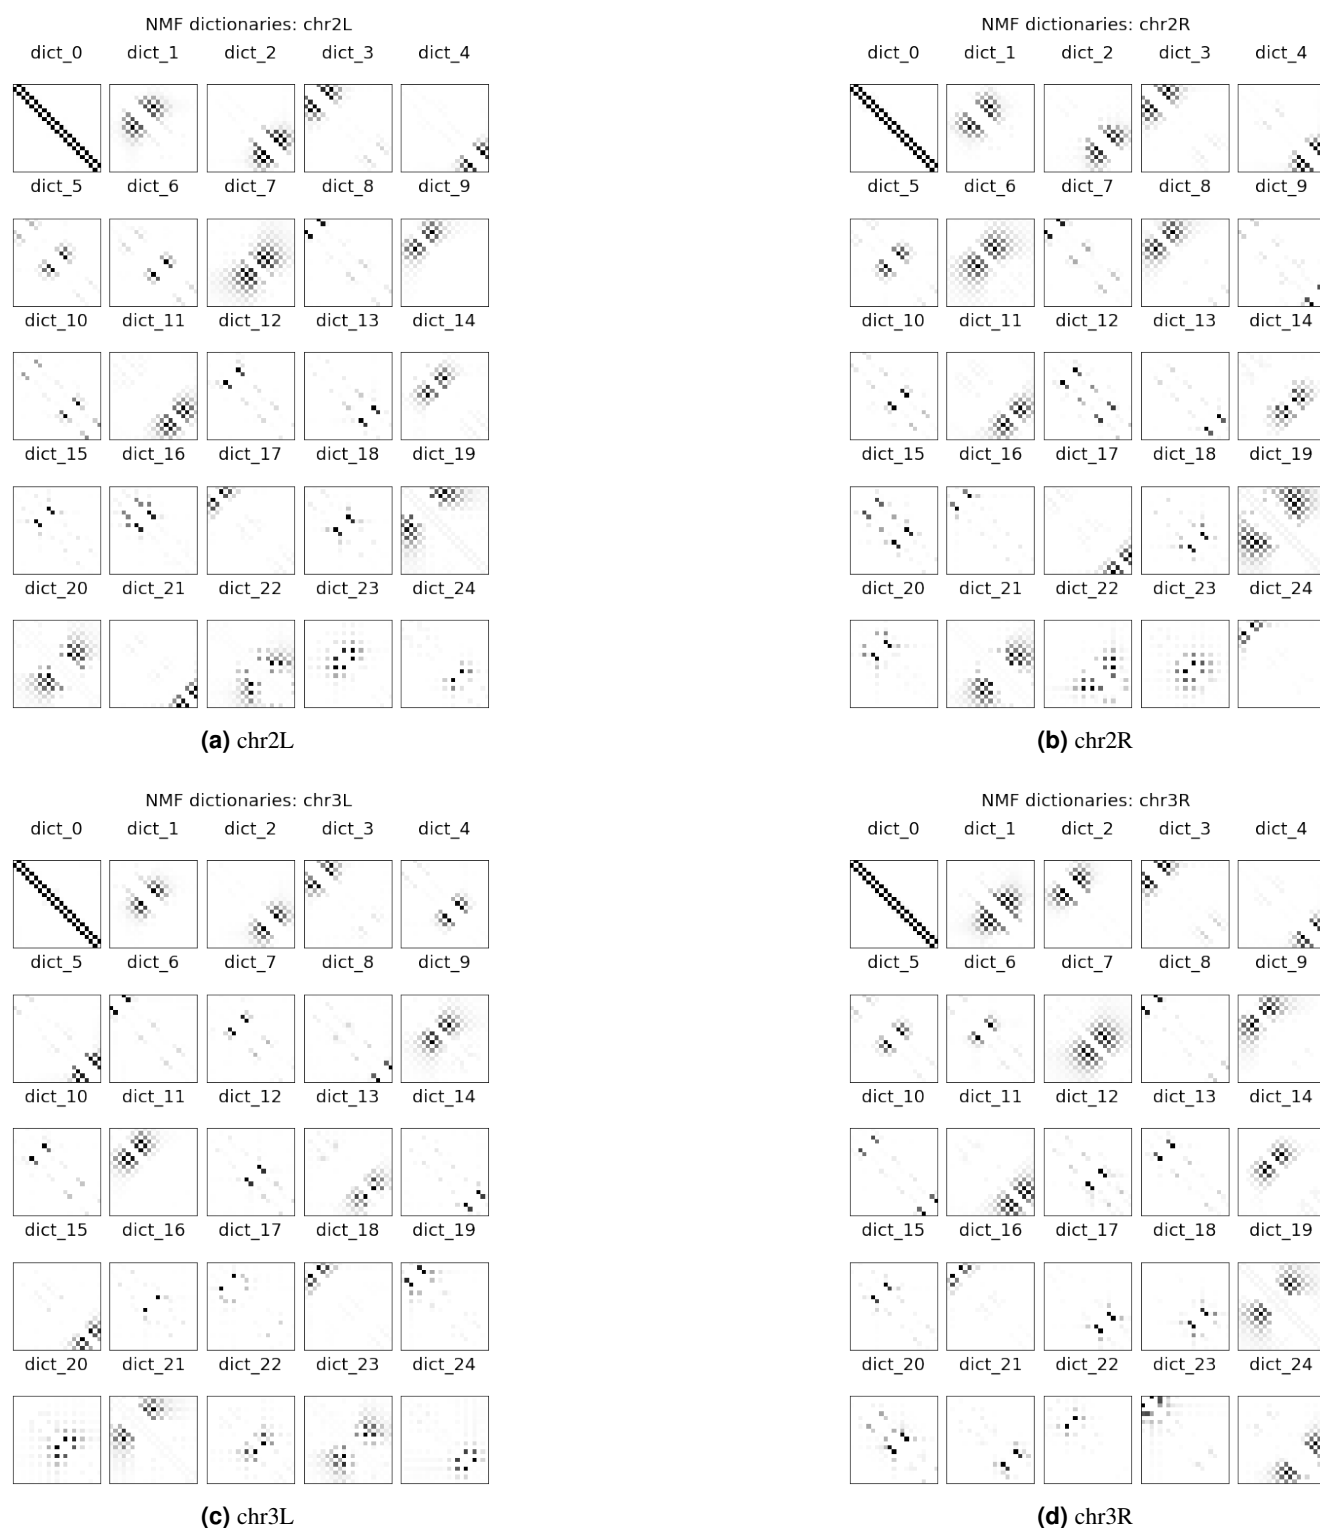 NMF dictionaries: chr2L
dict_0 dict_1 dict_2 dict_3 dict_4
dict_5 dict_6 dict_7 dict_8 dict_9
dict_10 dict_11 dict_12 dict_13 dict_14
dict_15 dict_16 dict_17 dict_18 dict_19
dict_20 dict_21 dict_22 dict_23 dict_24
(a) chr2L
NMF dictionaries: chr2R
dict_0 dict_1 dict_2 dict_3 dict_4
dict_5 dict_6 dict_7 dict_8 dict_9
dict_10 dict_11 dict_12 dict_13 dict_14
dict_15 dict_16 dict_17 dict_18 dict_19
dict_20 dict_21 dict_22 dict_23 dict_24
(b) chr2R
NMF dictionaries: chr3L
dict_0 dict_1 dict_2 dict_3 dict_4
dict_5 dict_6 dict_7 dict_8 dict_9
dict_10 dict_11 dict_12 dict_13 dict_14
dict_15 dict_16 dict_17 dict_18 dict_19
dict_20 dict_21 dict_22 dict_23 dict_24
(c) chr3L
NMF dictionaries: chr3R
dict_0 dict_1 dict_2 dict_3 dict_4
dict_5 dict_6 dict_7 dict_8 dict_9
dict_10 dict_11 dict_12 dict_13 dict_14
dict_15 dict_16 dict_17 dict_18 dict_19
dict_20 dict_21 dict_22 dict_23 dict_24
(d) chr3R